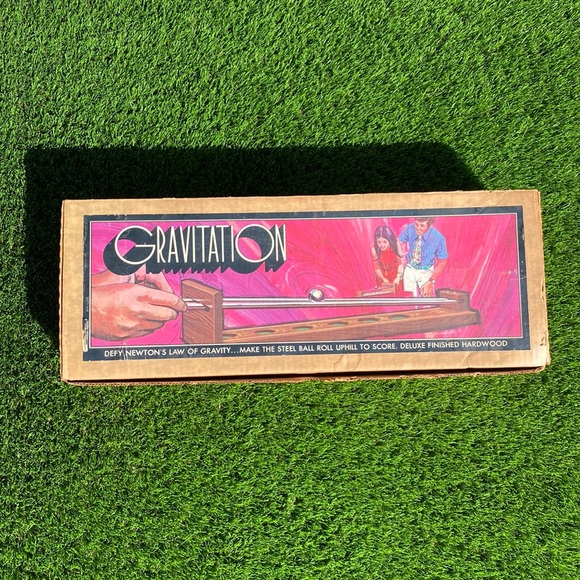 GRAVITATION
DEFY NEWTON'S LAW OF GRAVITY...MAKE THE STEEL BALL ROLL UPHILL TO SCORE. DELUXE FINISHED HARDWOOD